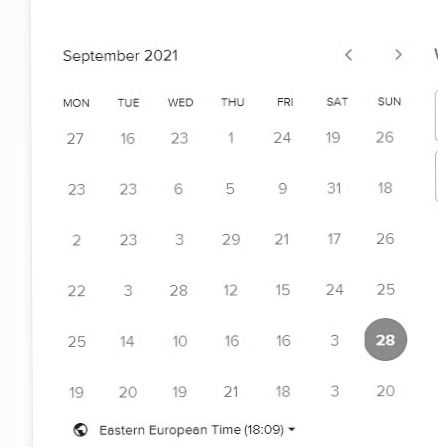 September 2021
MON TUE WED THU FRI SAT SUN
27 16 23 1 24 19 26
23 23 6 5 9 31 18
2 23 3 29 21 17 26
22 3 28 12 15 24 25
25 14 10 16 16 3 28
19 20 19 21 18 3 20
Eastern European Time (18:09)